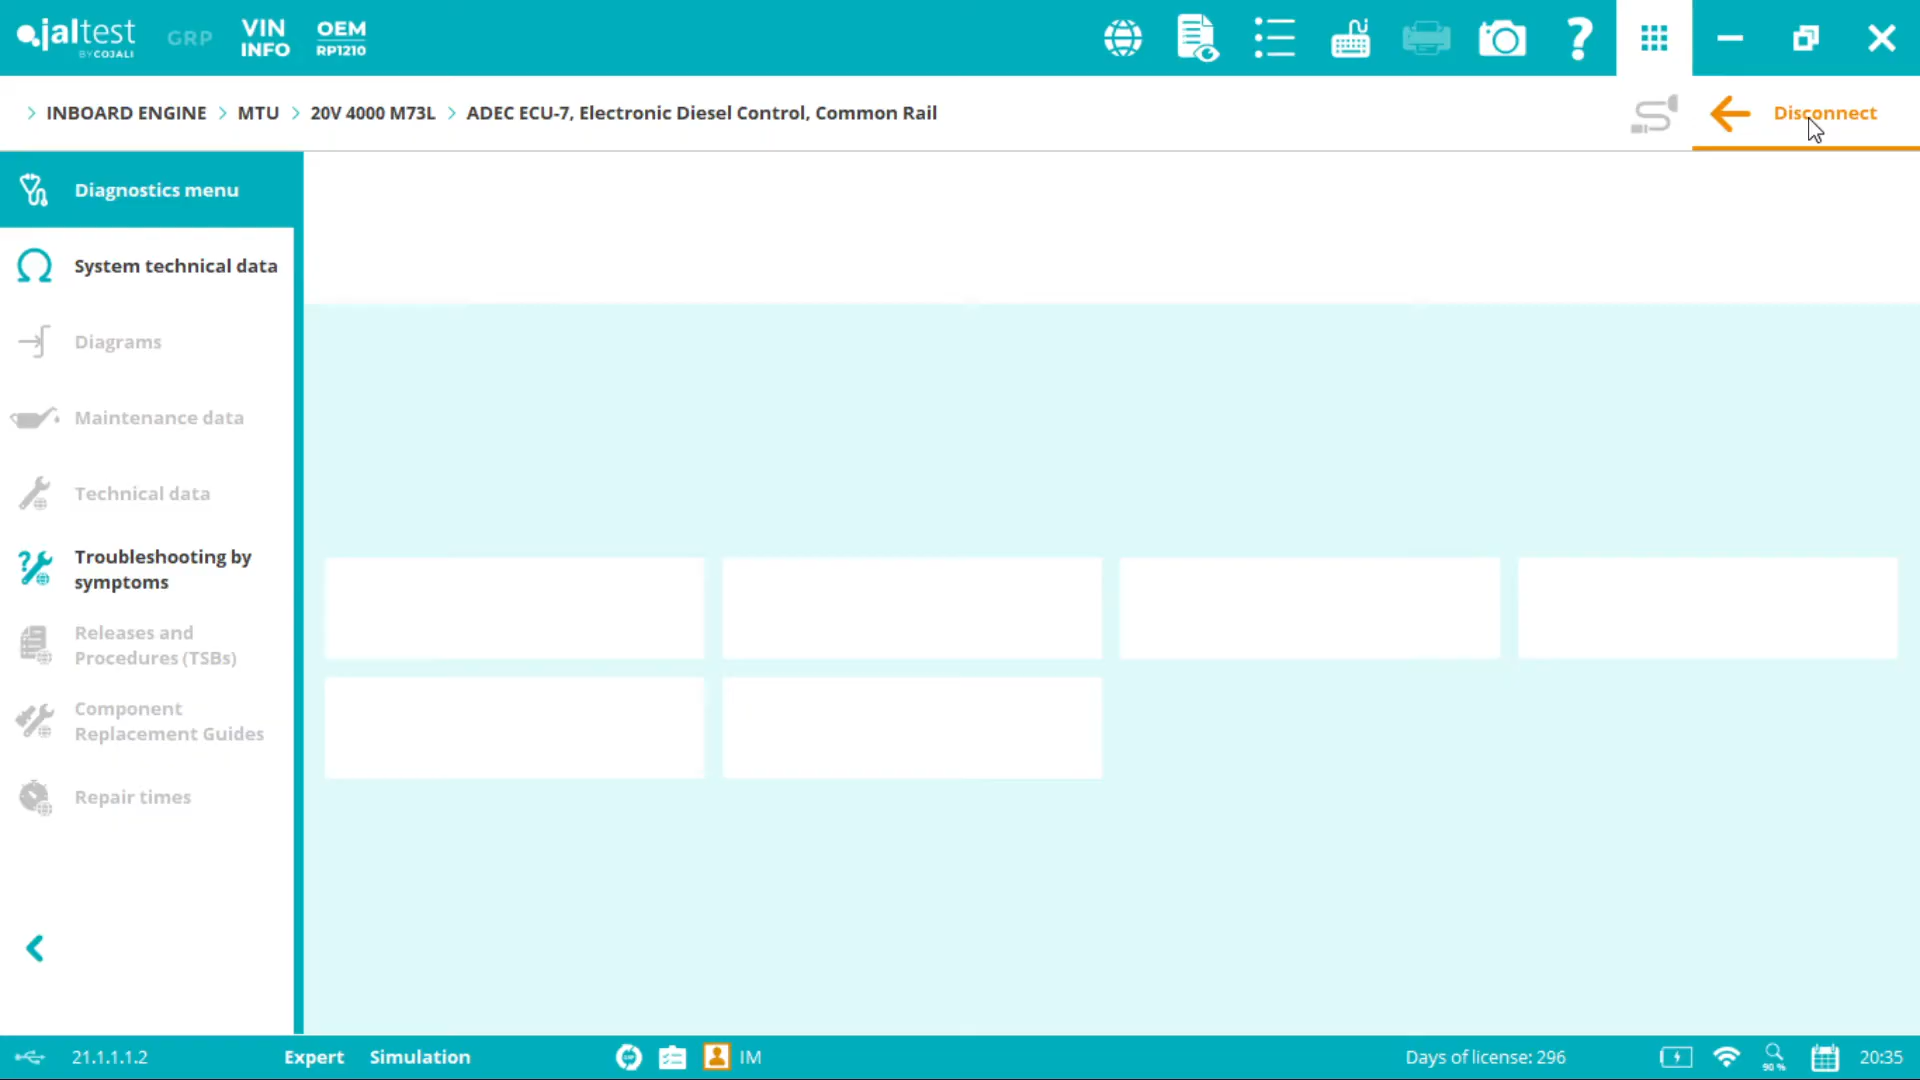 jaltest
BY COJALI
GRP
VIN
INFO
OEM
RP1210
INBOARD ENGINE
MTU
20V 4000 M73L
ADEC ECU-7, Electronic Diesel Control, Common Rail
Disconnect
Diagnostics menu
System technical data
Diagrams
Maintenance data
Technical data
Troubleshooting by
symptoms
Releases and
Procedures (TSBs)
Component
Replacement Guides
Repair times
21.1.1.1.2
Expert
Simulation
IM
Days of license: 296
90 %
20:35